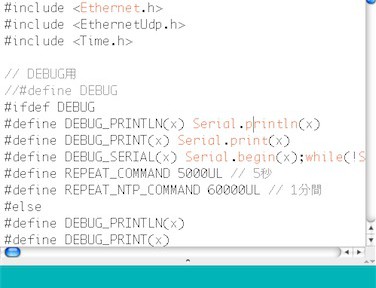 #include <Ethernet.h>
#include <EthernetUdp.h>
#include <Time.h>
// DEBUG用
//#define DEBUG
#ifdef DEBUG
#define DEBUG_PRINTLN(x) Serial.println(x)
#define DEBUG_PRINT(x) Serial.print(x)
#define DEBUG_SERIAL(x) Serial.begin(x);while(!S
#define REPEAT_COMMAND 5000UL // 5秒
#define REPEAT_NTP_COMMAND 60000UL // 1分間
#else
#define DEBUG_PRINTLN(x)
#define DEBUG_PRINT(x)